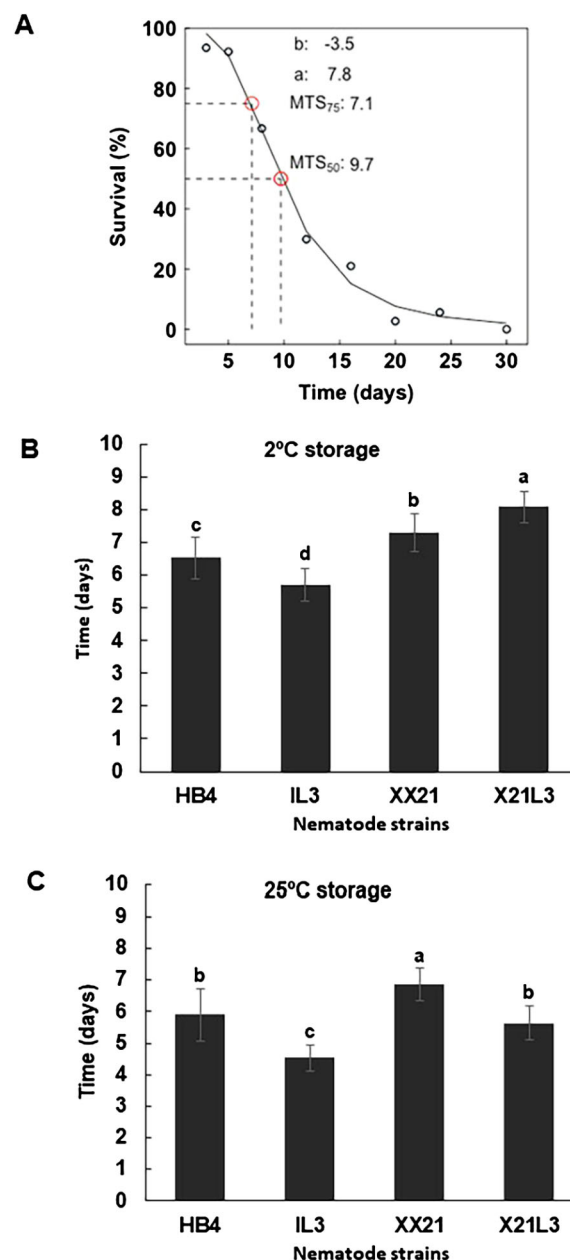 A
100
80
60
40
20
0
Survival (%)
b: -3.5
a: 7.8
MTS75: 7.1
MTS50: 9.7
5 10 15 20 25 30
Time (days)
B
2ºC storage
10
9
8
7
6
5
4
3
2
1
0
Time (days)
c d b a
HB4 IL3 XX21 X21L3
Nematode strains
C
25ºC storage
10
9
8
7
6
5
4
3
2
1
0
Time (days)
b c a b
HB4 IL3 XX21 X21L3
Nematode strains